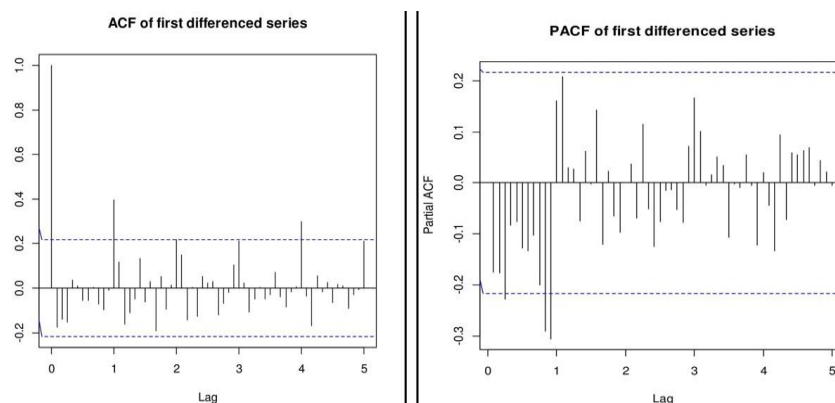 ACF of first differenced series
1.0
0.8
0.6
0.4
0.2
0.0
-0.2
0 1 2 3 4 5
Lag
PACF of first differenced series
Partial ACF
0.2
0.1
0.0
-0.1
-0.2
-0.3
0 1 2 3 4 5
Lag